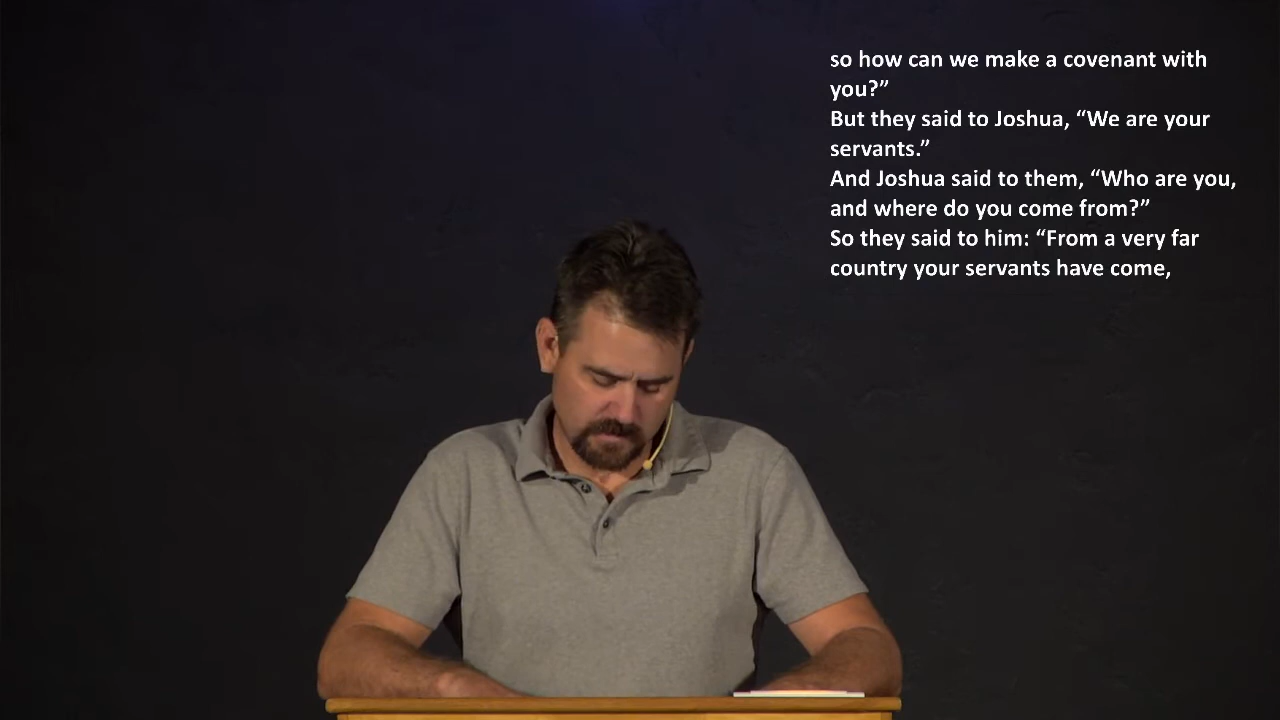 so how can we make a covenant with
you?”
But they said to Joshua, “We are your
servants.”
And Joshua said to them, “Who are you,
and where do you come from?”
So they said to him: “From a very far
country your servants have come,